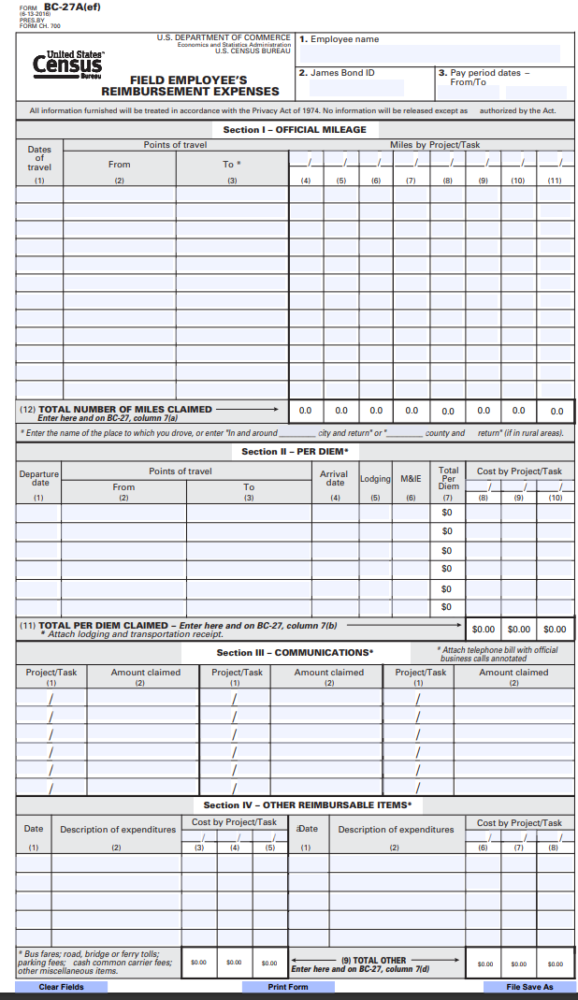 FORM BC-27A(ef)
(6-13-2016)
PRES.BY
FORM CH. 700
U.S. DEPARTMENT OF COMMERCE
Economics and Statistics Administration
U.S. CENSUS BUREAU
United States™
Census
Bureau
FIELD EMPLOYEE'S
REIMBURSEMENT EXPENSES
1. Employee name
2. James Bond ID
3. Pay period dates –
From/To
All information furnished will be treated in accordance with the Privacy Act of 1974. No information will be released except as authorized by the Act.
Section I – OFFICIAL MILEAGE
Dates
of
travel
(1)
Points of travel
From
(2)
To *
(3)
Miles by Project/Task
/ / / / / / / /
(4) (5) (6) (7) (8) (9) (10) (11)
(12) TOTAL NUMBER OF MILES CLAIMED
Enter here and on BC-27, column 7(a)
0.0 0.0 0.0 0.0 0.0 0.0 0.0 0.0
* Enter the name of the place to which you drove, or enter "In and around ________ city and return" or "________ county and return" (if in rural areas).
Section II – PER DIEM*
Departure
date
(1)
Points of travel
From
(2)
To
(3)
Arrival
date
(4)
Lodging
(5)
M&IE
(6)
Total
Per
Diem
(7)
Cost by Project/Task
/ / /
(8) (9) (10)
$0
$0
$0
$0
$0
$0
(11) TOTAL PER DIEM CLAIMED – Enter here and on BC-27, column 7(b)
* Attach lodging and transportation receipt.
$0.00 $0.00 $0.00
Section III – COMMUNICATIONS*
* Attach telephone bill with official
business calls annotated
Project/Task Amount claimed Project/Task Amount claimed Project/Task Amount claimed
(1) (2) (1) (2) (1) (2)
/ / /
/ / /
/ / /
/ / /
/ / /
/ / /
Section IV – OTHER REIMBURSABLE ITEMS*
Date
(1)
Description of expenditures
(2)
Cost by Project/Task
/ / /
(3) (4) (5)
Date
(1)
Description of expenditures
(2)
Cost by Project/Task
/ / /
(6) (7) (8)
* Bus fares; road, bridge or ferry tolls;
parking fees; cash common carrier fees;
other miscellaneous items.
$0.00 $0.00 $0.00
(9) TOTAL OTHER
Enter here and on BC-27, column 7(d)
$0.00 $0.00 $0.00
Clear Fields Print Form File Save As